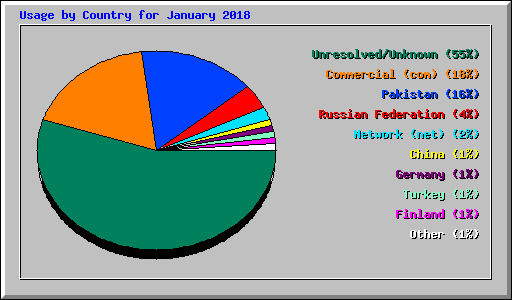 Usage by Country for January 2018
Unresolved/Unknown (55%)
Commercial (com) (18%)
Pakistan (16%)
Russian Federation (4%)
Network (net) (2%)
China (1%)
Germany (1%)
Turkey (1%)
Finland (1%)
Other (1%)